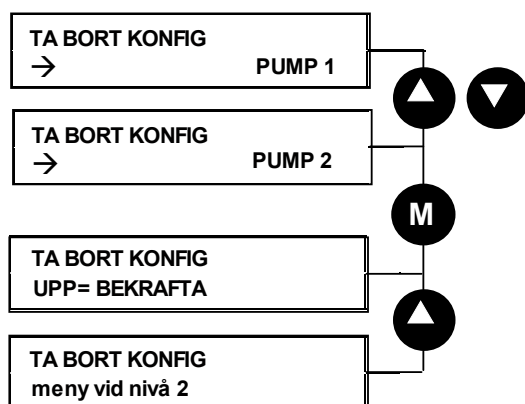 TA BORT KONFIG
→ PUMP 1
TA BORT KONFIG
→ PUMP 2
M
TA BORT KONFIG
UPP= BEKRAFTA
TA BORT KONFIG
meny vid nivå 2